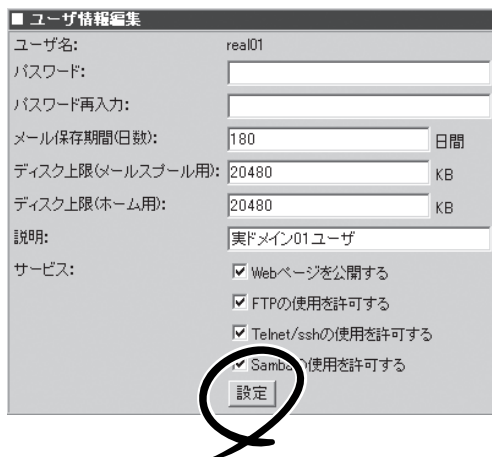 ■ ユーザ情報編集
ユーザ名: real01
パスワード:
パスワード再入力:
メール保存期間(日数): 180 日間
ディスク上限(メールスプール用): 20480 KB
ディスク上限(ホーム用): 20480 KB
説明: 実ドメイン01ユーザ
サービス: Webページを公開する
FTPの使用を許可する
Telnet/sshの使用を許可する
Sambaの使用を許可する
設定